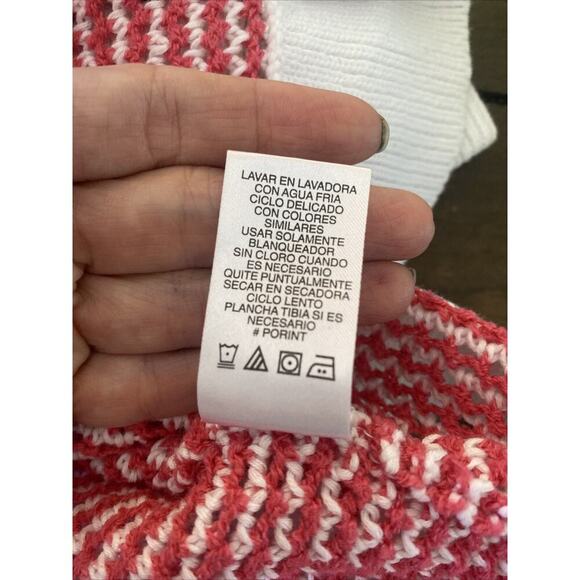 LAVAR EN LAVADORA
CON AGUA FRIA
CICLO DELICADO
CON COLORES
SIMILARES
USAR SOLAMENTE
BLANQUEADOR
SIN CLORO CUANDO
ES NECESARIO
QUITE PUNTUALMENTE
SECAR EN SECADORA
CICLO LENTO
PLANCHA TIBIA SI ES
NECESARIO
# PORINT